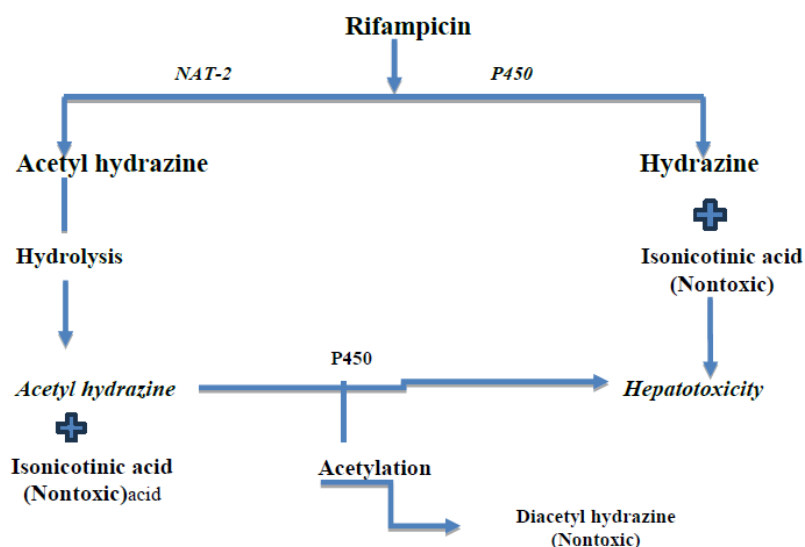 Rifampicin
NAT-2
P450
Acetyl hydrazine
Hydrazine
Hydrolysis
Isonicotinic acid
(Nontoxic)
P450
Acetyl hydrazine
Hepatotoxicity
Isonicotinic acid
(Nontoxic)acid
Acetylation
Diacetyl hydrazine
(Nontoxic)